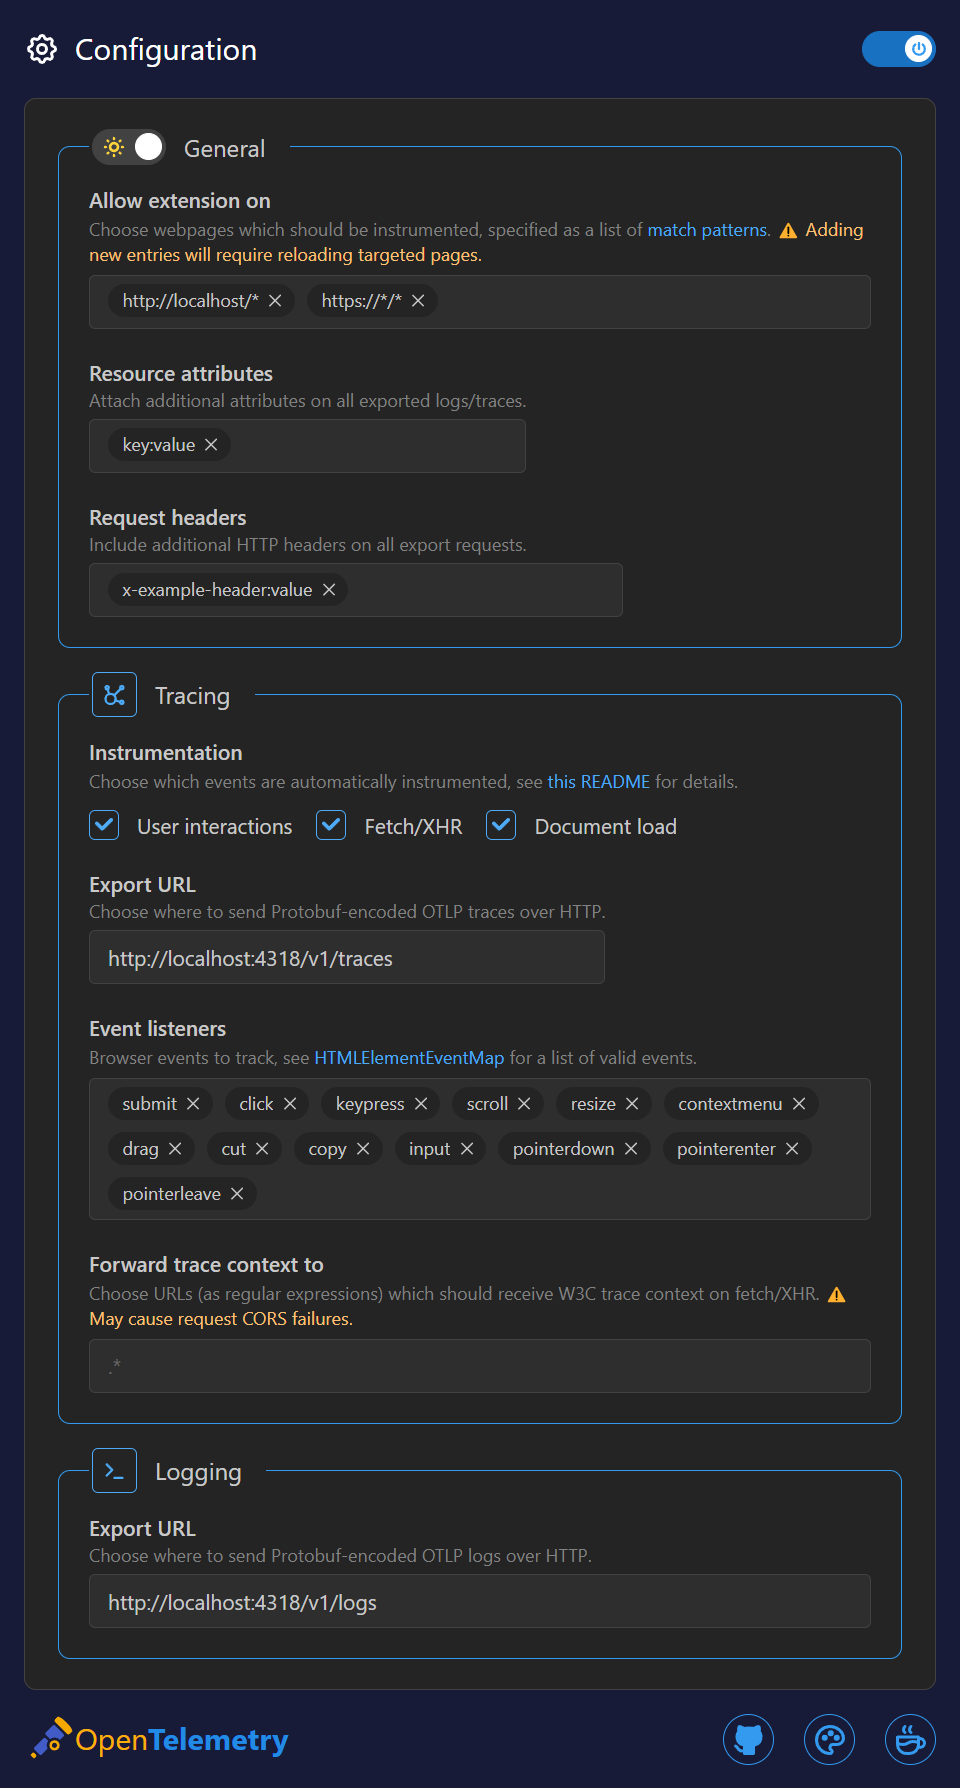 Configuration
General
Allow extension on
Choose webpages which should be instrumented, specified as a list of match patterns. ⚠ Adding
new entries will require reloading targeted pages.
http://localhost/* × https://*/* ×
Resource attributes
Attach additional attributes on all exported logs/traces.
key:value ×
Request headers
Include additional HTTP headers on all export requests.
x-example-header:value ×
Tracing
Instrumentation
Choose which events are automatically instrumented, see this README for details.
User interactions Fetch/XHR Document load
Export URL
Choose where to send Protobuf-encoded OTLP traces over HTTP.
http://localhost:4318/v1/traces
Event listeners
Browser events to track, see HTMLElementEventMap for a list of valid events.
submit × click × keypress × scroll × resize × contextmenu ×
drag × cut × copy × input × pointerdown × pointerenter ×
pointerleave ×
Forward trace context to
Choose URLs (as regular expressions) which should receive W3C trace context on fetch/XHR. ⚠
May cause request CORS failures.
.*
>_ Logging
Export URL
Choose where to send Protobuf-encoded OTLP logs over HTTP.
http://localhost:4318/v1/logs
OpenTelemetry